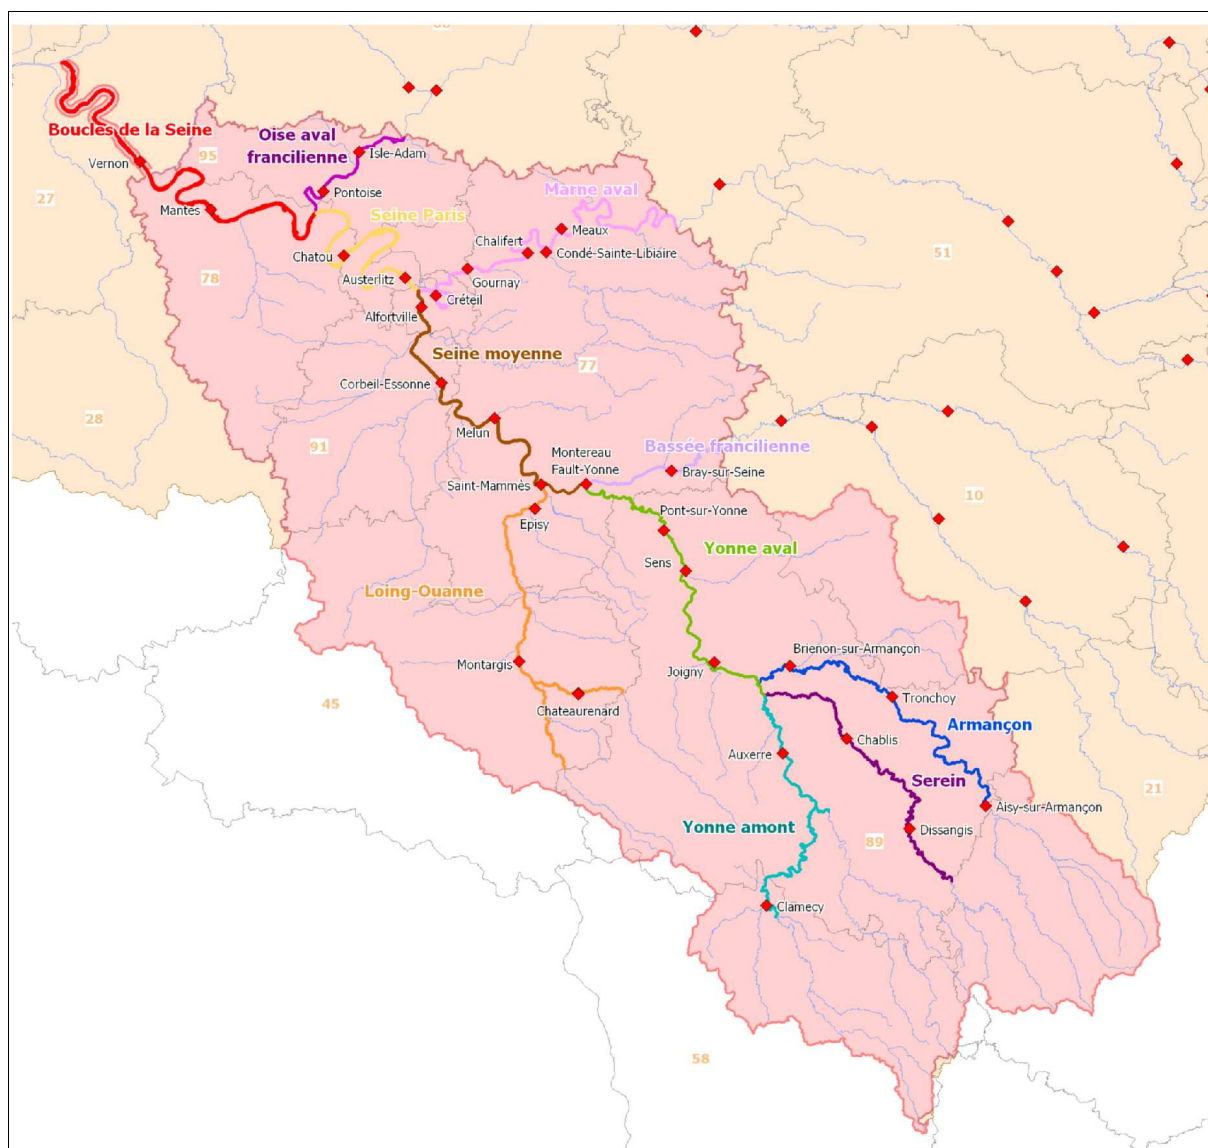 Boucles de la Seine
Oise aval
francilienne
Isle-Adam
95
Vernon
Pontoise
Marne aval
27
Mantes
Seine Paris
Meaux
Chalifert
Condé-Sainte-Libiaire
51
Chatou
78
Austerlitz
Gournay
Créteil
Alfortville
Seine moyenne
77
Corbeil-Essonne
28
Melun
91
Bassée francilienne
Montereau
Fault-Yonne
Bray-sur-Seine
Saint-Mammès
10
Episy
Pont-sur-Yonne
Yonne aval
Sens
Loing-Ouanne
Brienon-sur-Armançon
Montargis
Joigny
Tronchoy
45
Chateaurenard
Armançon
Chablis
Auxerre
Serein
21
Aisy-sur-Armançon
Yonne amont
Dissangis
89
Clamecy
58